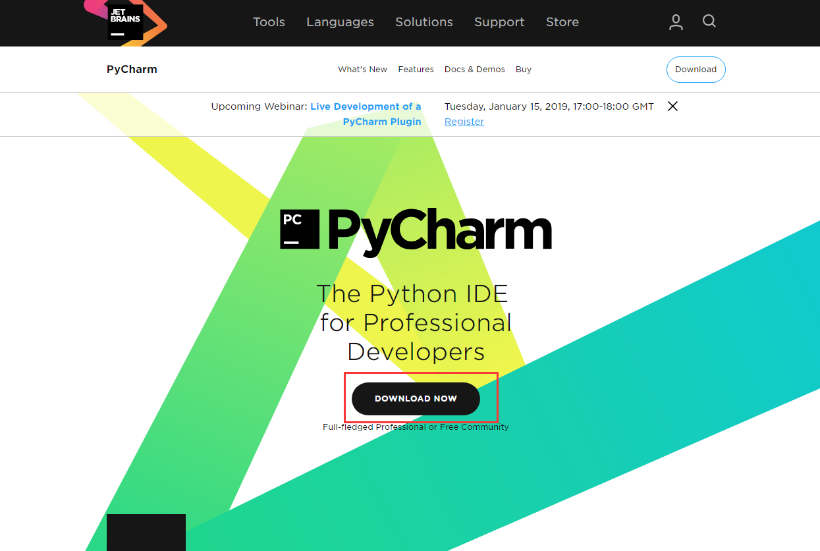 JET
BRAINS
Tools Languages Solutions Support Store
PyCharm What's New Features Docs & Demos Buy Download
Upcoming Webinar: Live Development of a
PyCharm Plugin
Tuesday, January 15, 2019, 17:00-18:00 GMT
Register
PC
PyCharm
The Python IDE
for Professional
Developers
DOWNLOAD NOW
Full-fledged Professional or Free Community